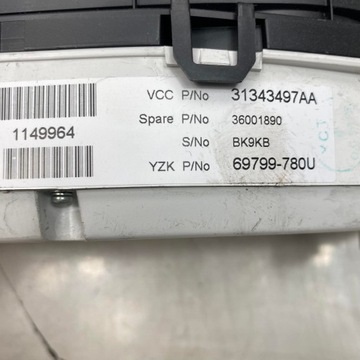 VCC P/No 31343497AA
1149964 Spare P/No 36001890
S/No BK9KB
YZK P/No 69799-780U